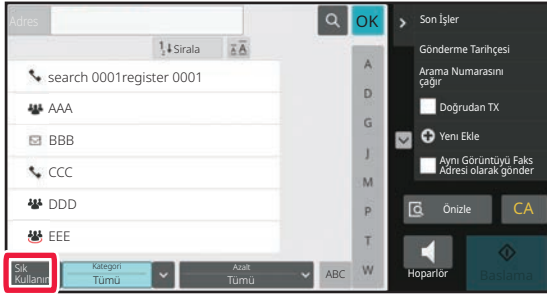 Adres
OK
Sırala
search 0001register 0001
AAA
BBB
CCC
DDD
EEE
A
D
G
J
M
P
T
W
Sık
Kullanın
Kategori
Tümü
Azalt
Tümü
ABC
Son İşler
Gönderme Tarihçesi
Arama Numarasını
çağır
Doğrudan TX
Yeni Ekle
Aynı Görüntüyü Faks
Adresi olarak gönder
Önizle
CA
Hoparlör
Başlama